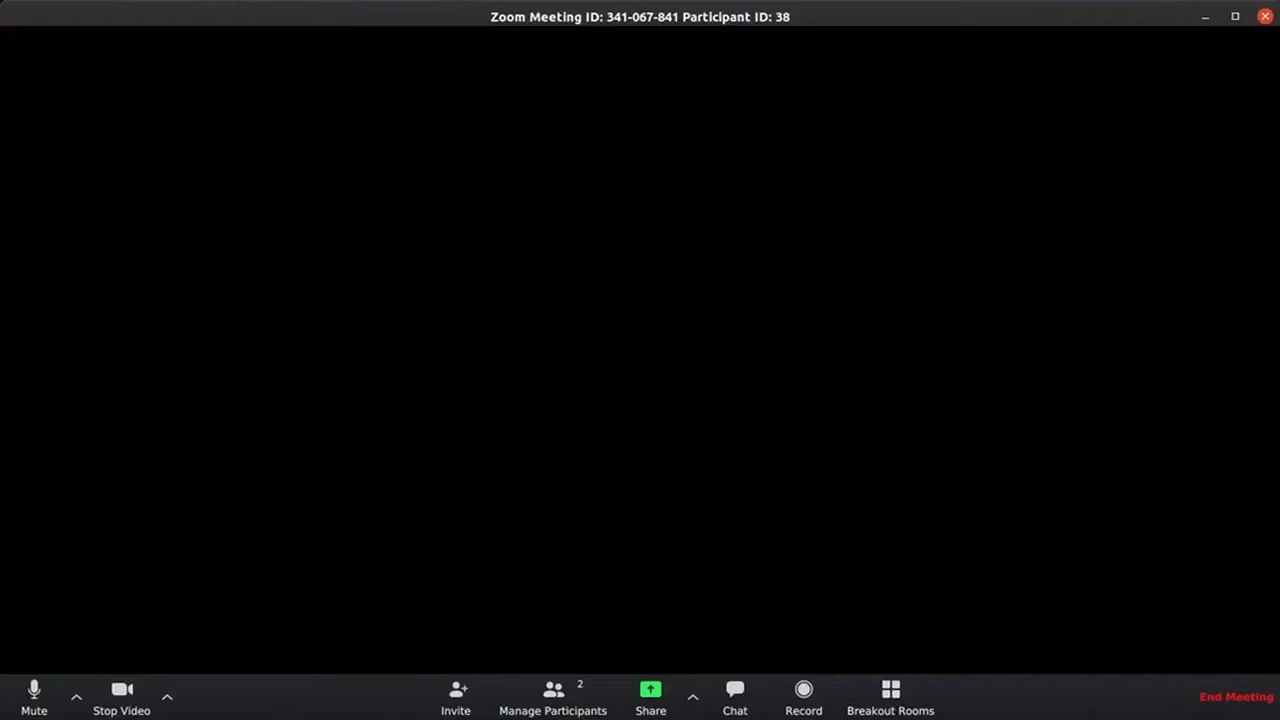 Zoom Meeting ID: 341-067-841 Participant ID: 38
2
Mute
Stop Video
Invite
Manage Participants
Share
Chat
Record
Breakout Rooms
End Meeting